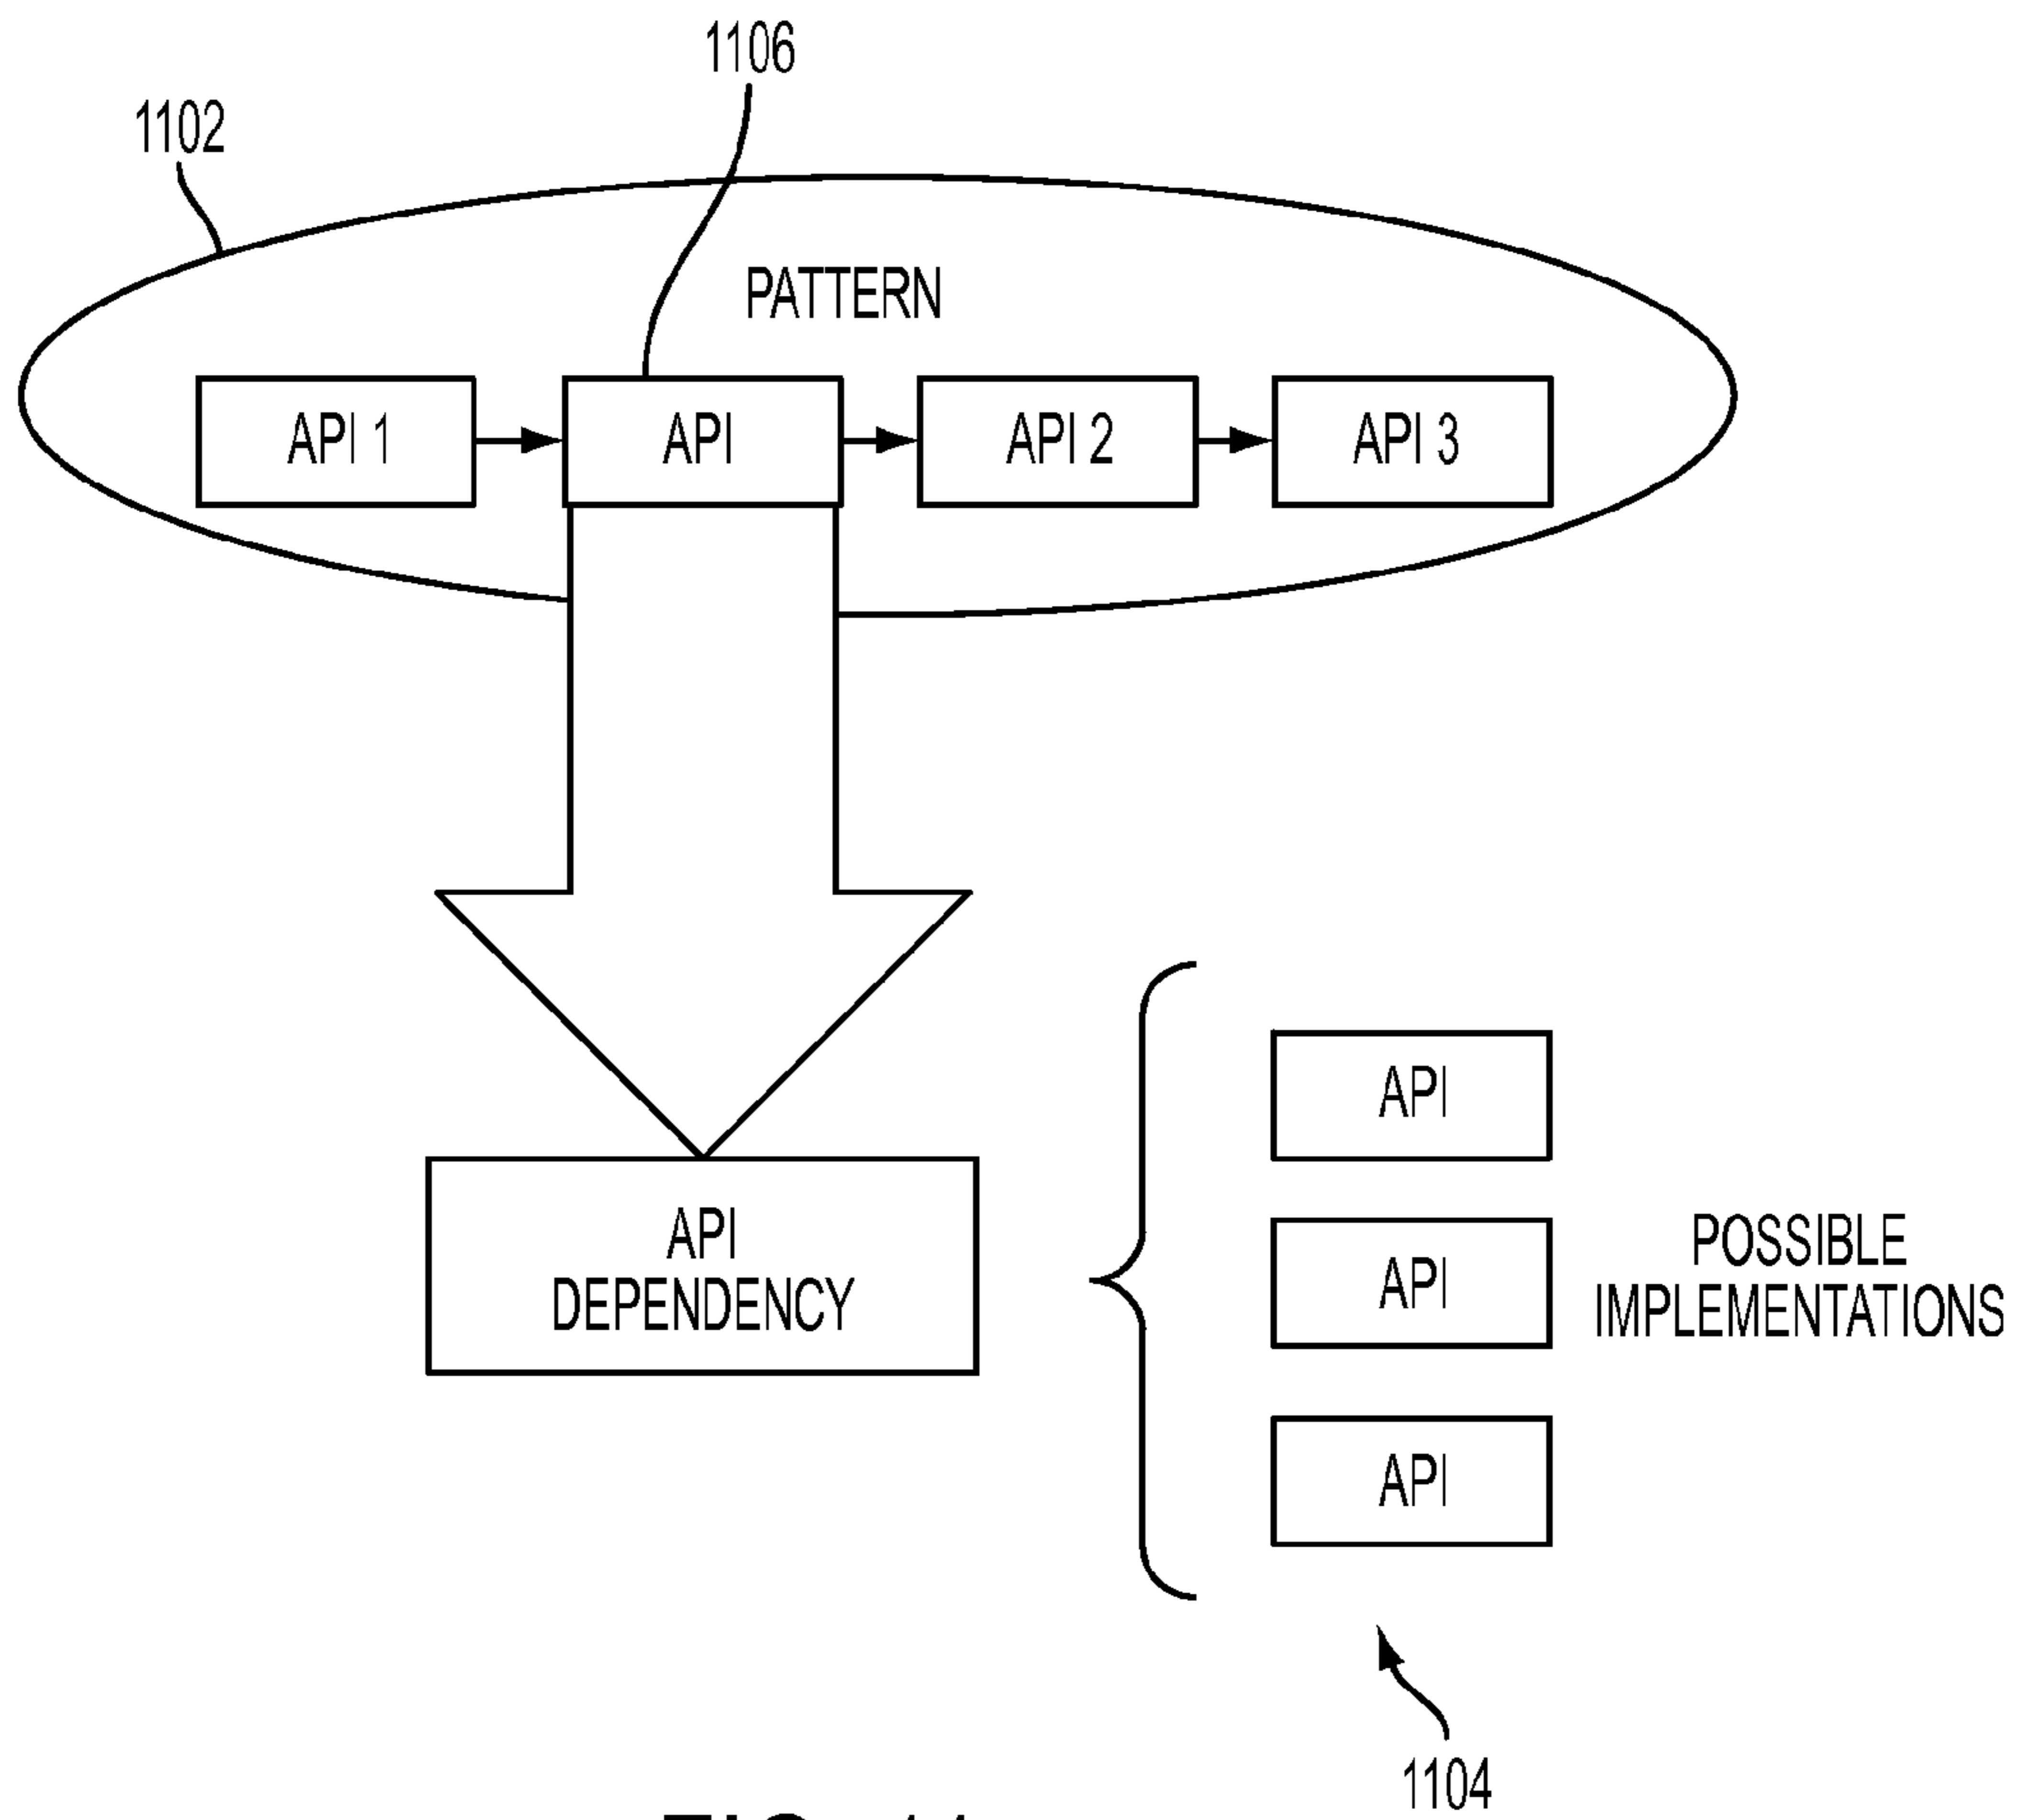 1106
1102
PATTERN
API 1
API
API 2
API 3
API
API
DEPENDENCY
API
POSSIBLE
IMPLEMENTATIONS
API
1104